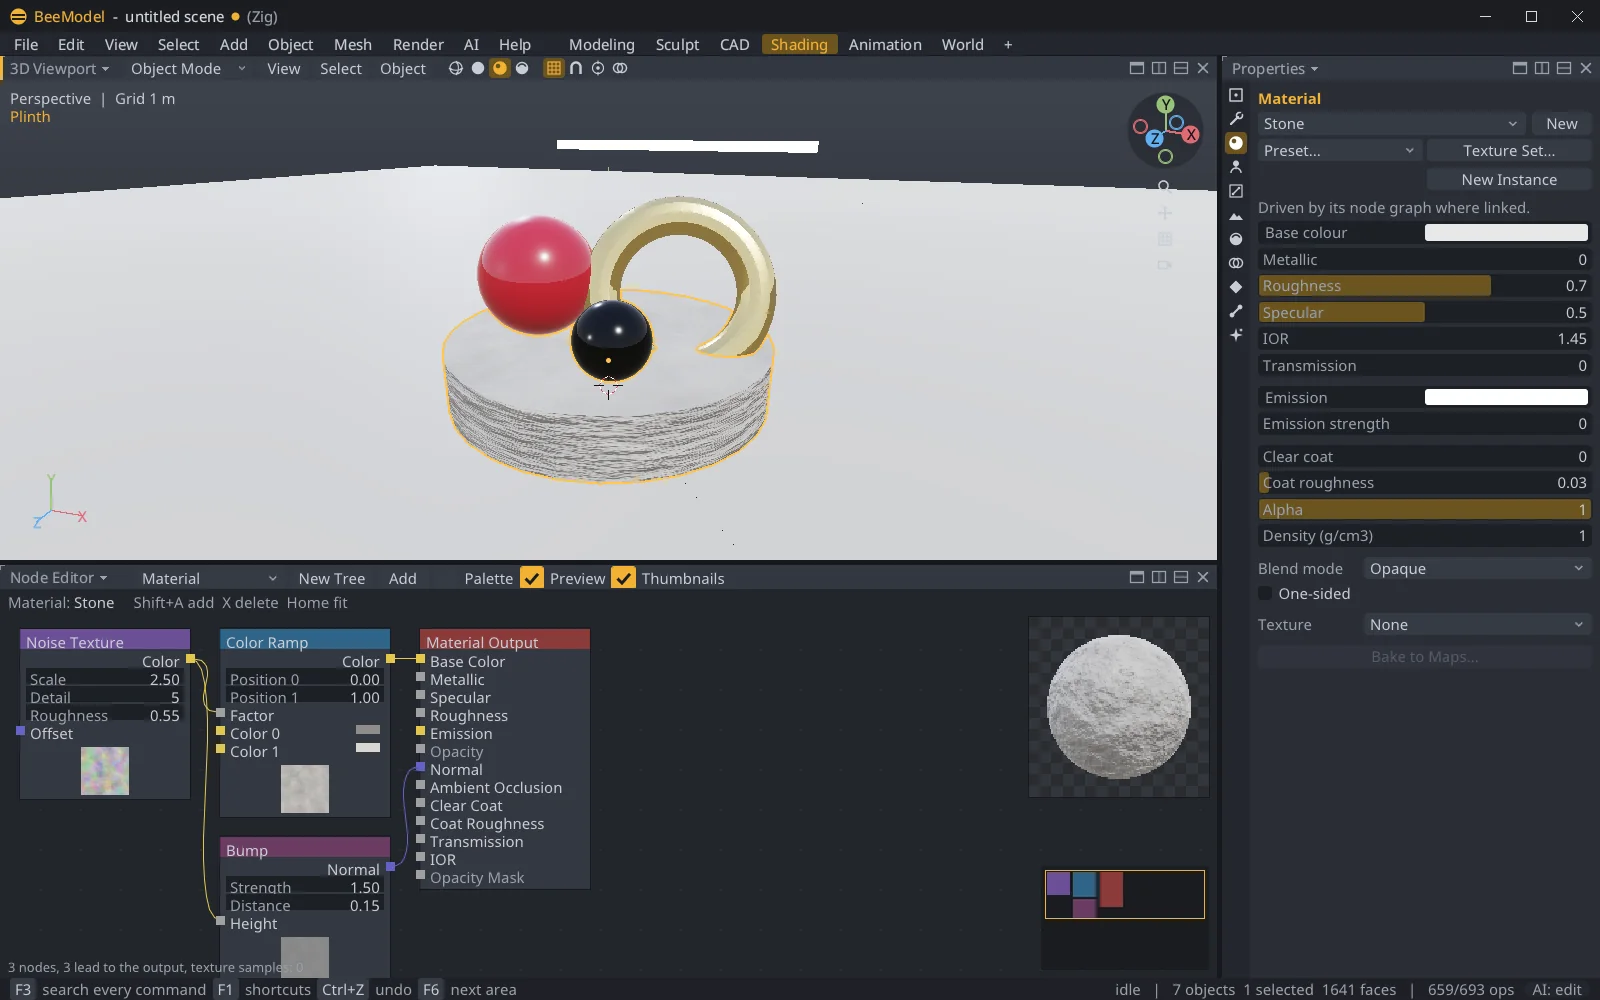 BeeModel - untitled scene (Zig)
File Edit View Select Add Object Mesh Render AI Help Modeling Sculpt CAD Shading Animation World +
3D Viewport Object Mode View Select Object
Perspective | Grid 1 m
Plinth
Y
X
Z
Y
X
Z
Properties
Material
Stone New
Preset... Texture Set...
New Instance
Driven by its node graph where linked.
Base colour
Metallic 0
Roughness 0.7
Specular 0.5
IOR 1.45
Transmission 0
Emission
Emission strength 0
Clear coat 0
Coat roughness 0.03
Alpha 1
Density (g/cm3) 1
Blend mode Opaque
One-sided
Texture None
Bake to Maps...
Node Editor Material New Tree Add Palette Preview Thumbnails
Material: Stone Shift+A add X delete Home fit
Noise Texture
Color
Scale 2.50
Detail 5
Roughness 0.55
Offset
Color Ramp
Color
Position 0 0.00
Position 1 1.00
Factor
Color 0
Color 1
Bump
Normal
Strength 1.50
Distance 0.15
Height
Material Output
Base Color
Metallic
Specular
Roughness
Emission
Opacity
Normal
Ambient Occlusion
Clear Coat
Coat Roughness
Transmission
IOR
Opacity Mask
3 nodes, 3 lead to the output, texture samples: 0
F3 search every command F1 shortcuts Ctrl+Z undo F6 next area
idle | 7 objects 1 selected 1641 faces | 659/693 ops AI: edit